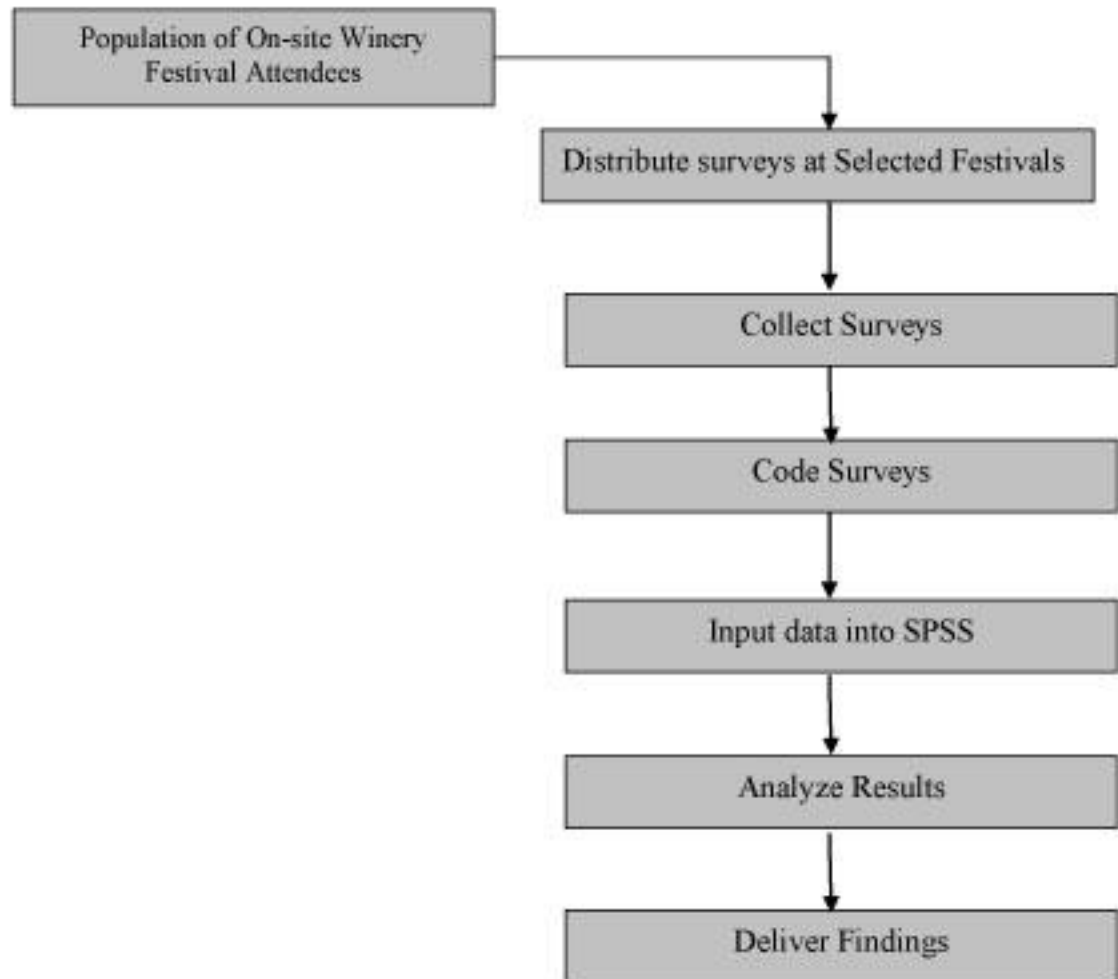 Population of On-site Winery
Festival Attendees
Distribute surveys at Selected Festivals
Collect Surveys
Code Surveys
Input data into SPSS
Analyze Results
Deliver Findings